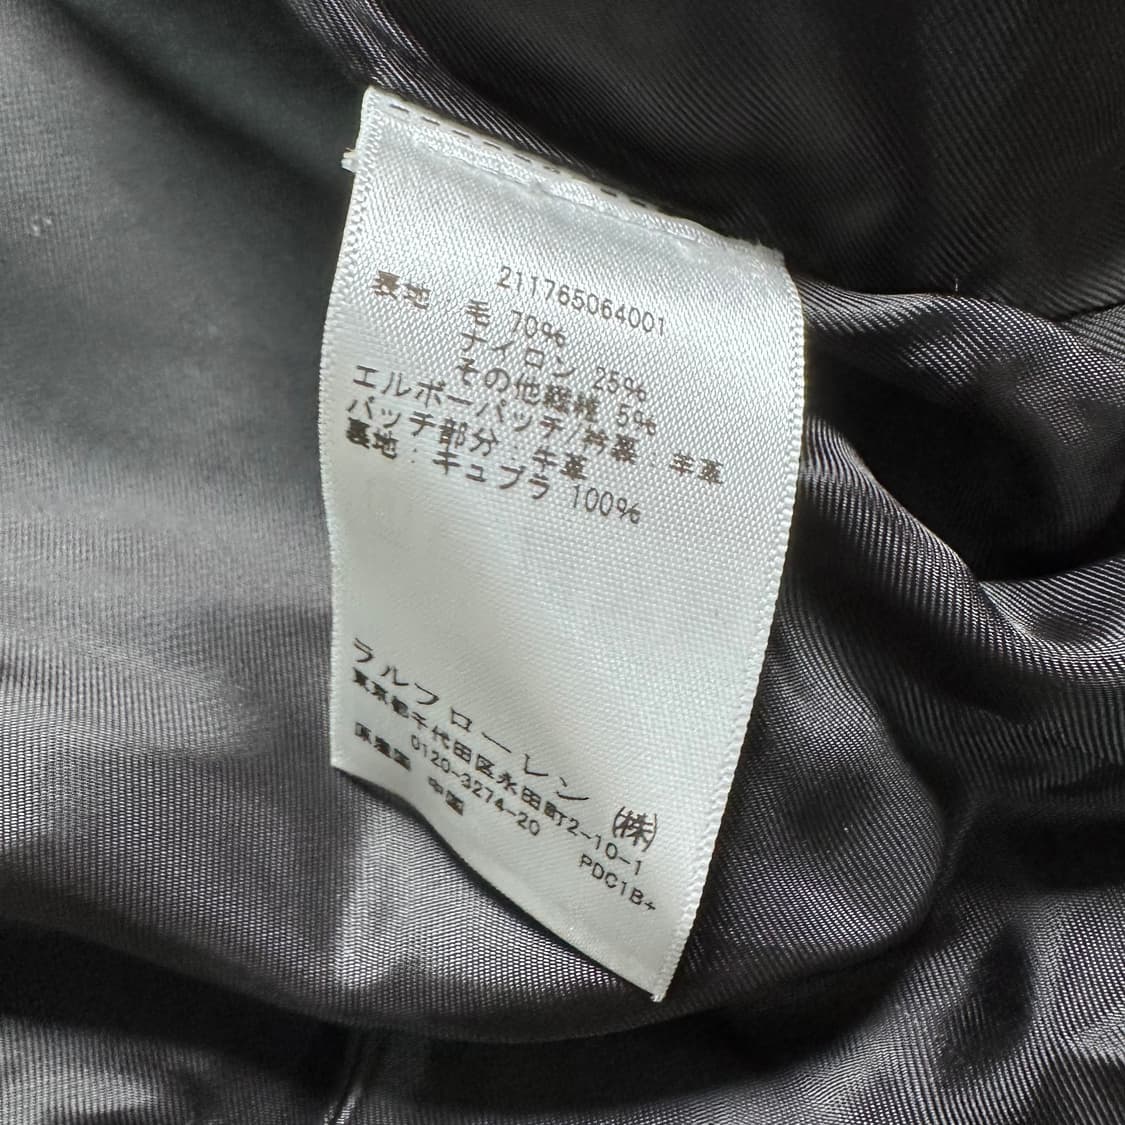 211765064001
表地：毛 70%
ナイロン 25%
その他繊維 5%
エルボーパッチ/衿裏：羊革
パッチ部分：牛革
裏地：キュプラ 100%
ラルフローレン (株)
東京都千代田区永田町2-10-1
0120-3274-20
PDC1B+
原産国 中国